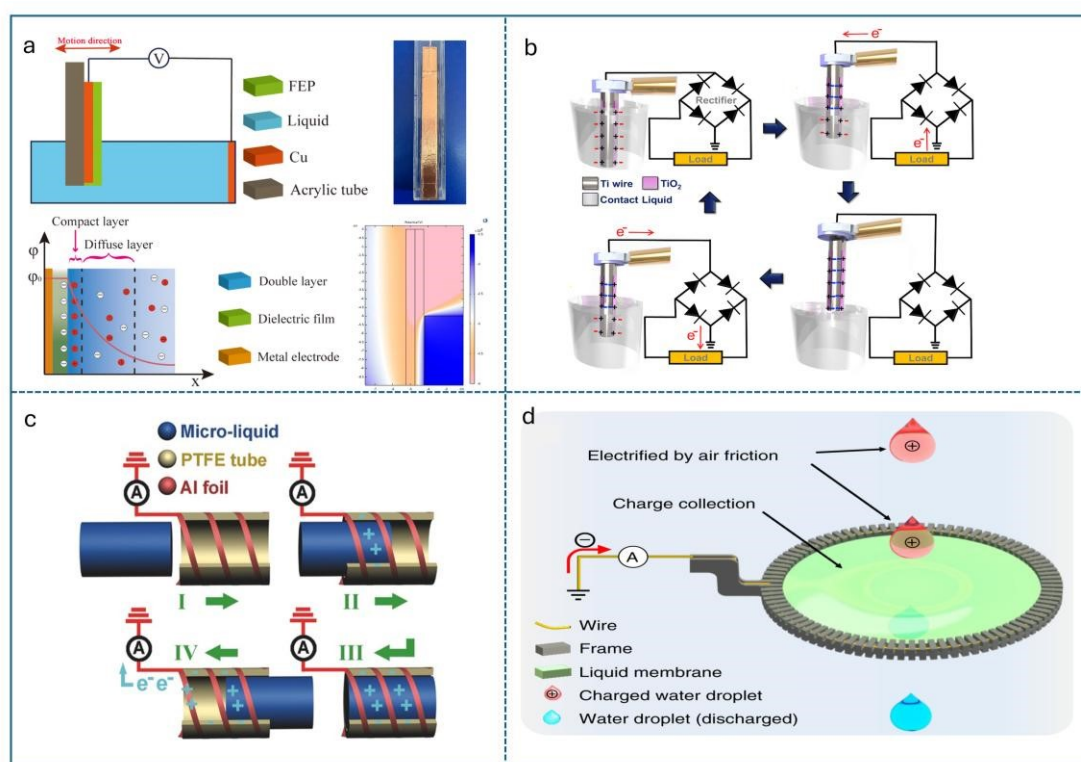 a
Motion direction
V
FEP
Liquid
Cu
Acrylic tube
Compact layer
Diffuse layer
φ
φ₀
x
Double layer
Dielectric film
Metal electrode
b
e⁻
Rectifier
Load
e⁻
Load
Ti wire
TiO₂
Contact Liquid
e⁻
e⁻
Load
Load
c
Micro-liquid
PTFE tube
Al foil
A
A
I
II
A
A
IV
III
e⁻e⁻
d
Electrified by air friction
Charge collection
A
Wire
Frame
Liquid membrane
Charged water droplet
Water droplet (discharged)